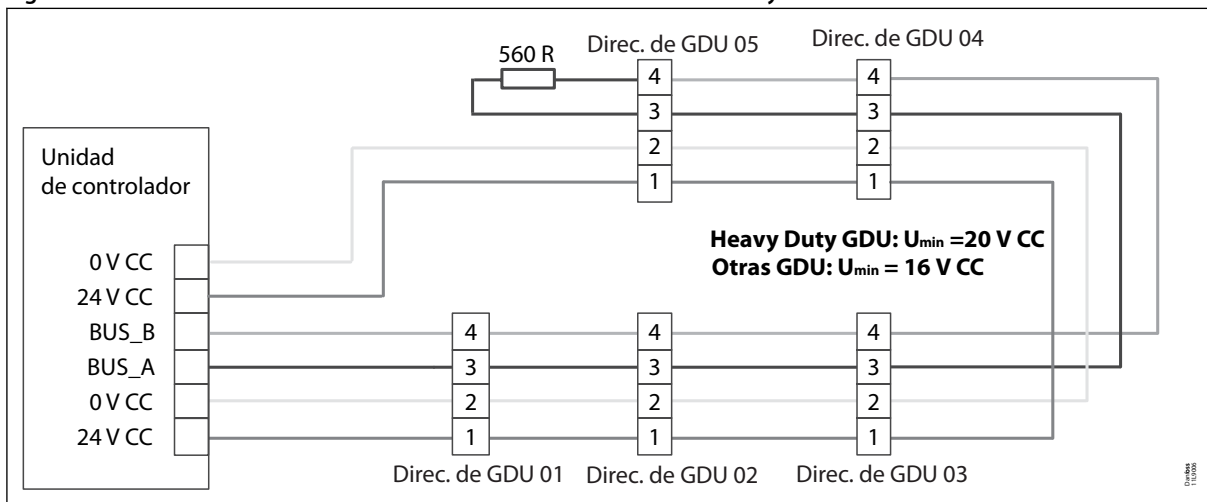 560 R
Direc. de GDU 05
Direc. de GDU 04
4
3
2
1
4
3
2
1
Unidad
de controlador
Heavy Duty GDU: Umin =20 V CC
Otras GDU: Umin = 16 V CC
0 V CC
24 V CC
BUS_B
BUS_A
0 V CC
24 V CC
4
3
2
1
4
3
2
1
4
3
2
1
Direc. de GDU 01
Direc. de GDU 02
Direc. de GDU 03
Danfoss